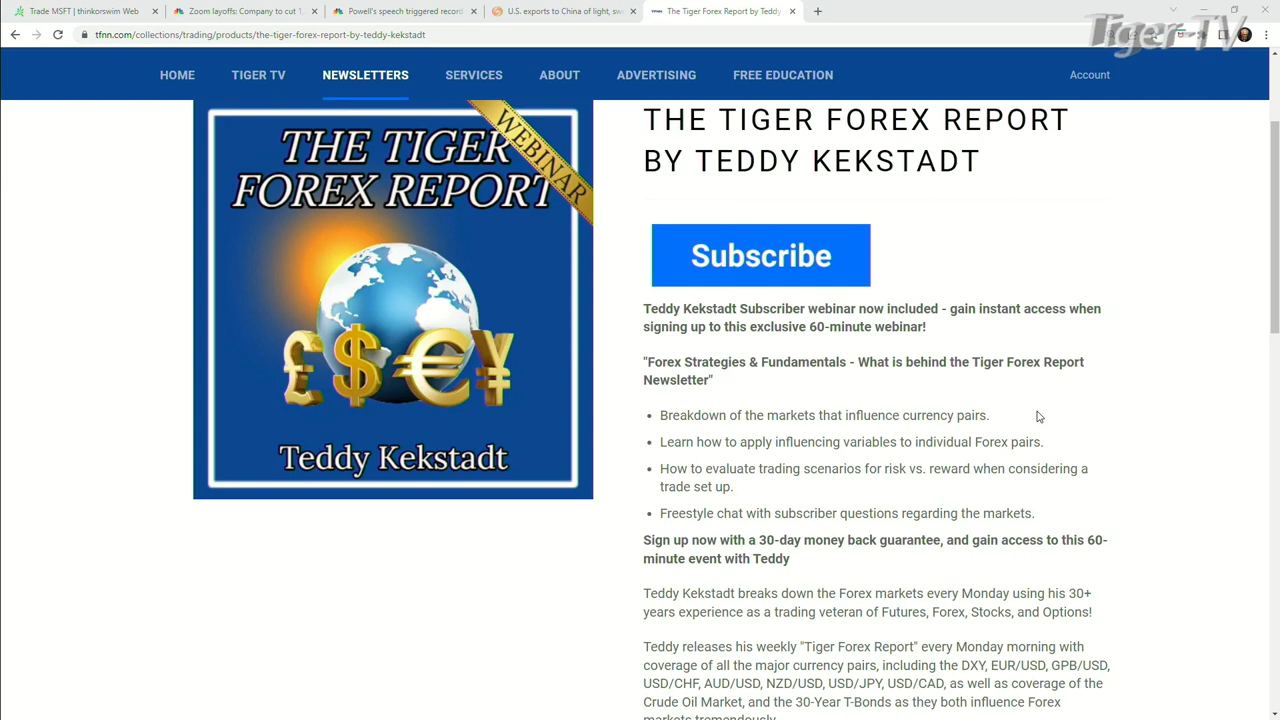 Trade MSFT | thinkorswim Web
Zoom layoffs: Company to cut 1
Powell's speech triggered record
U.S. exports to China of light, sw
The Tiger Forex Report by Teddy
Tiger-TV
tfnn.com/collections/trading/products/the-tiger-forex-report-by-teddy-kekstadt
HOME
TIGER TV
NEWSLETTERS
SERVICES
ABOUT
ADVERTISING
FREE EDUCATION
Account
THE TIGER
FOREX REPORT
WEBINAR
Teddy Kekstadt
THE TIGER FOREX REPORT
BY TEDDY KEKSTADT
Subscribe
Teddy Kekstadt Subscriber webinar now included - gain instant access when
signing up to this exclusive 60-minute webinar!
"Forex Strategies & Fundamentals - What is behind the Tiger Forex Report
Newsletter"
• Breakdown of the markets that influence currency pairs.
• Learn how to apply influencing variables to individual Forex pairs.
• How to evaluate trading scenarios for risk vs. reward when considering a
trade set up.
• Freestyle chat with subscriber questions regarding the markets.
Sign up now with a 30-day money back guarantee, and gain access to this 60-
minute event with Teddy
Teddy Kekstadt breaks down the Forex markets every Monday using his 30+
years experience as a trading veteran of Futures, Forex, Stocks, and Options!
Teddy releases his weekly "Tiger Forex Report" every Monday morning with
coverage of all the major currency pairs, including the DXY, EUR/USD, GPB/USD,
USD/CHF, AUD/USD, NZD/USD, USD/JPY, USD/CAD, as well as coverage of the
Crude Oil Market, and the 30-Year T-Bonds as they both influence Forex
markets tremendously.